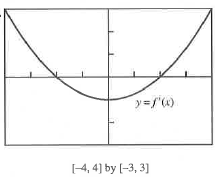 y = f'(x)
[−4, 4] by [−3, 3]